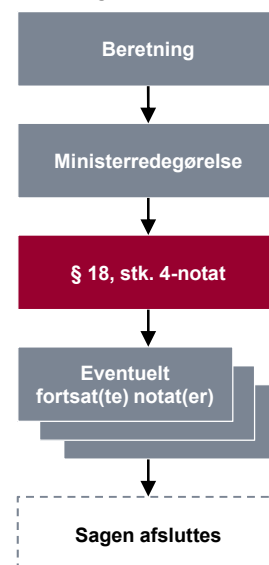 Beretning
Ministerredegørelse
§ 18, stk. 4-notat
Eventuelt
fortsat(te) notat(er)
Sagen afsluttes